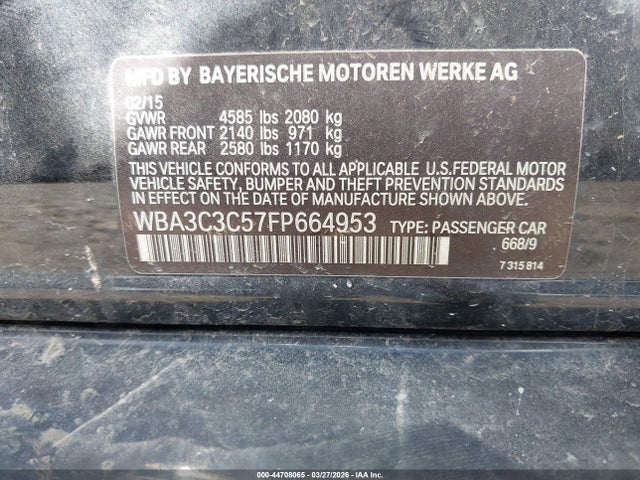 MFD BY BAYERISCHE MOTOREN WERKE AG
02/15
GVWR 4585 lbs 2080 kg
GAWR FRONT 2140 lbs 971 kg
GAWR REAR 2580 lbs 1170 kg
THIS VEHICLE CONFORMS TO ALL APPLICABLE U.S.FEDERAL MOTOR
VEHICLE SAFETY, BUMPER AND THEFT PREVENTION STANDARDS
IN EFFECT ON THE DATE OF MANUFACTURE SHOWN ABOVE.
WBA3C3C57FP664953 TYPE: PASSENGER CAR
668/9
7 315 814
000-44708065 | 03/27/2026 | IAA Inc.